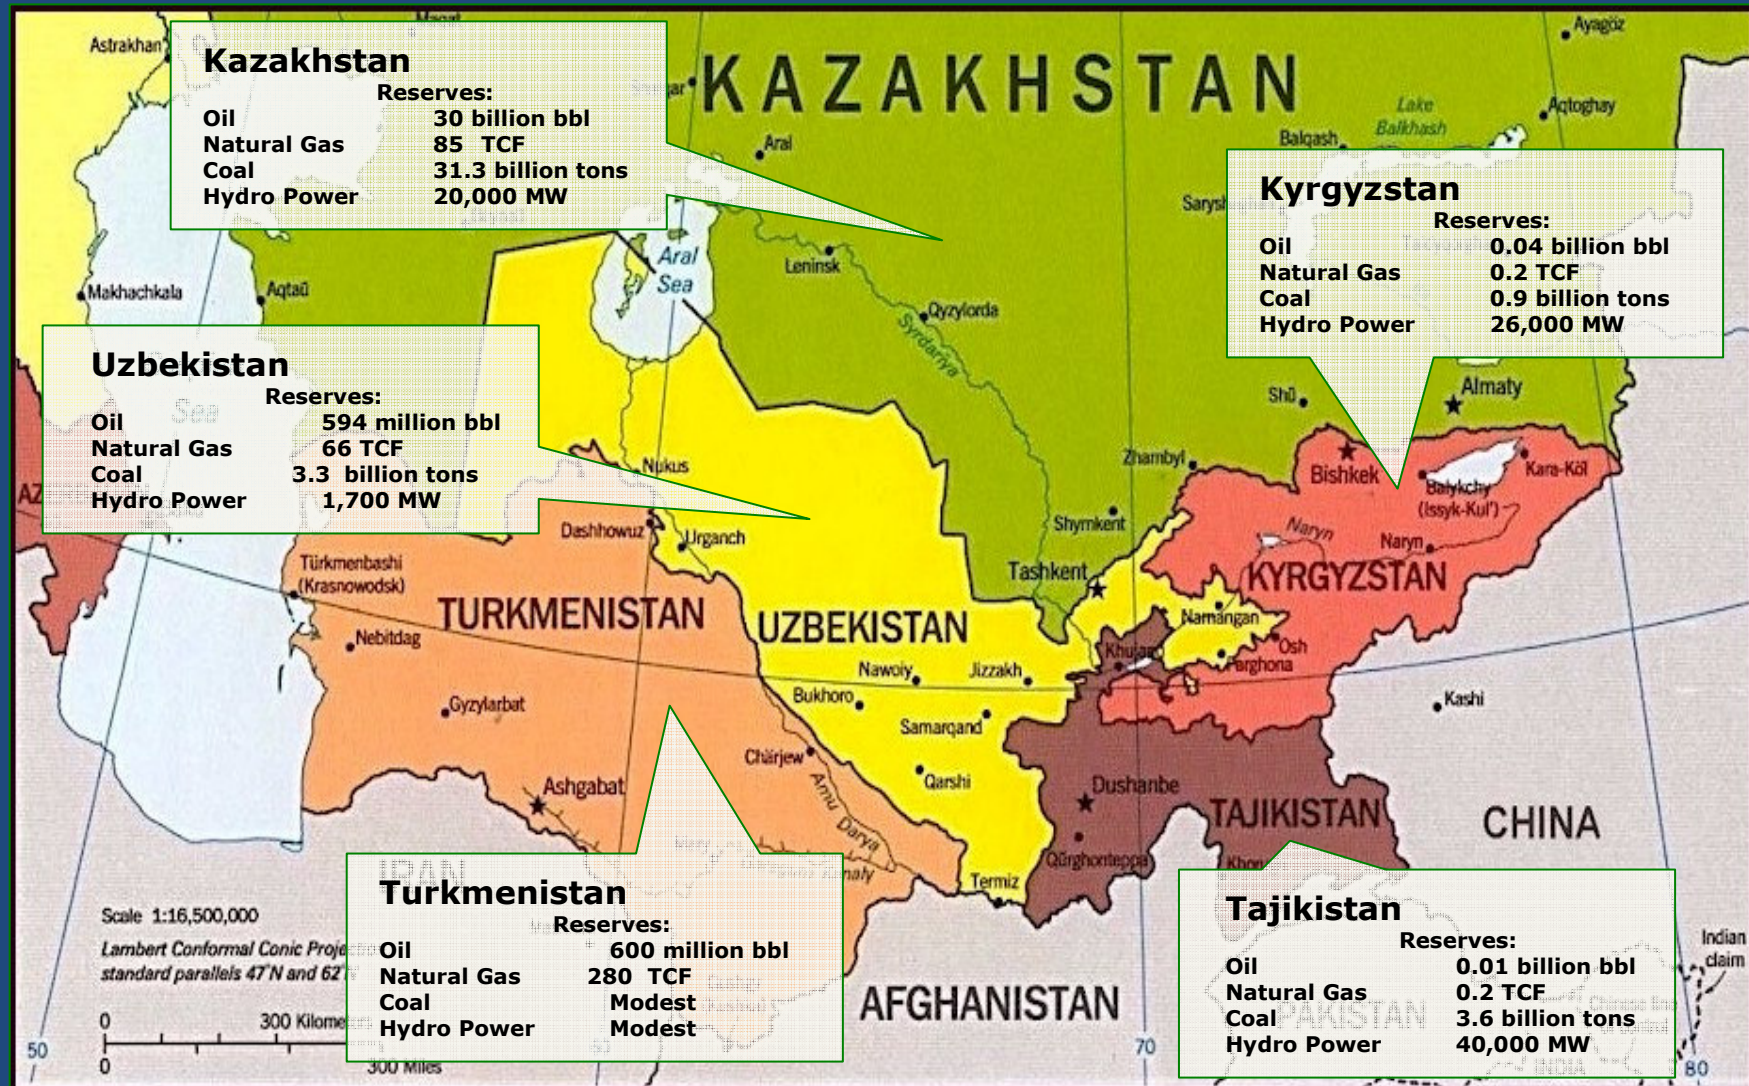 Astrakhan
Ayagöz
Kazakhstan
Reserves:
Oil 30 billion bbl
Natural Gas 85 TCF
Coal 31.3 billion tons
Hydro Power 20,000 MW
KAZAKHSTAN
Lake
Balkhash
Aqtoghay
Balqash
Aral
Kyrgyzstan
Reserves:
Oil 0.04 billion bbl
Natural Gas 0.2 TCF
Coal 0.9 billion tons
Hydro Power 26,000 MW
Aral
Sea
Leninsk
Makhachkala
Aqtaū
Qyzylorda
Syrdariya
Uzbekistan
Reserves:
Oil 594 million bbl
Natural Gas 66 TCF
Coal 3.3 billion tons
Hydro Power 1,700 MW
Sea
Shū
Almaty
Nukus
Zhambyl
Bishkek
Balykchy
(Issyk-Kul')
Kara-Köl
AZ
Dashhowuz
Urganch
Shymkent
Naryn
Naryn
Türkmenbashi
(Krasnowodsk)
Tashkent
KYRGYZSTAN
TURKMENISTAN
UZBEKISTAN
Namangan
Nebitdag
Osh
Farghona
Nawoiy
Jizzakh
Bukhoro
Samarqand
Kashi
Gyzylarbat
Chärjew
Qarshi
Amu Darya
Ashgabat
Dushanbe
TAJIKISTAN
CHINA
Qŭrghonteppa
Termiz
IRAN
Turkmenistan
Reserves:
Oil 600 million bbl
Natural Gas 280 TCF
Coal Modest
Hydro Power Modest
Tajikistan
Reserves:
Oil 0.01 billion bbl
Natural Gas 0.2 TCF
Coal 3.6 billion tons
Hydro Power 40,000 MW
Scale 1:16,500,000
Lambert Conformal Conic
standard parallels 47°N and 62°
0 300
0 300 Miles
AFGHANISTAN
PAKISTAN
INDIA
Indian
claim
50
70
80